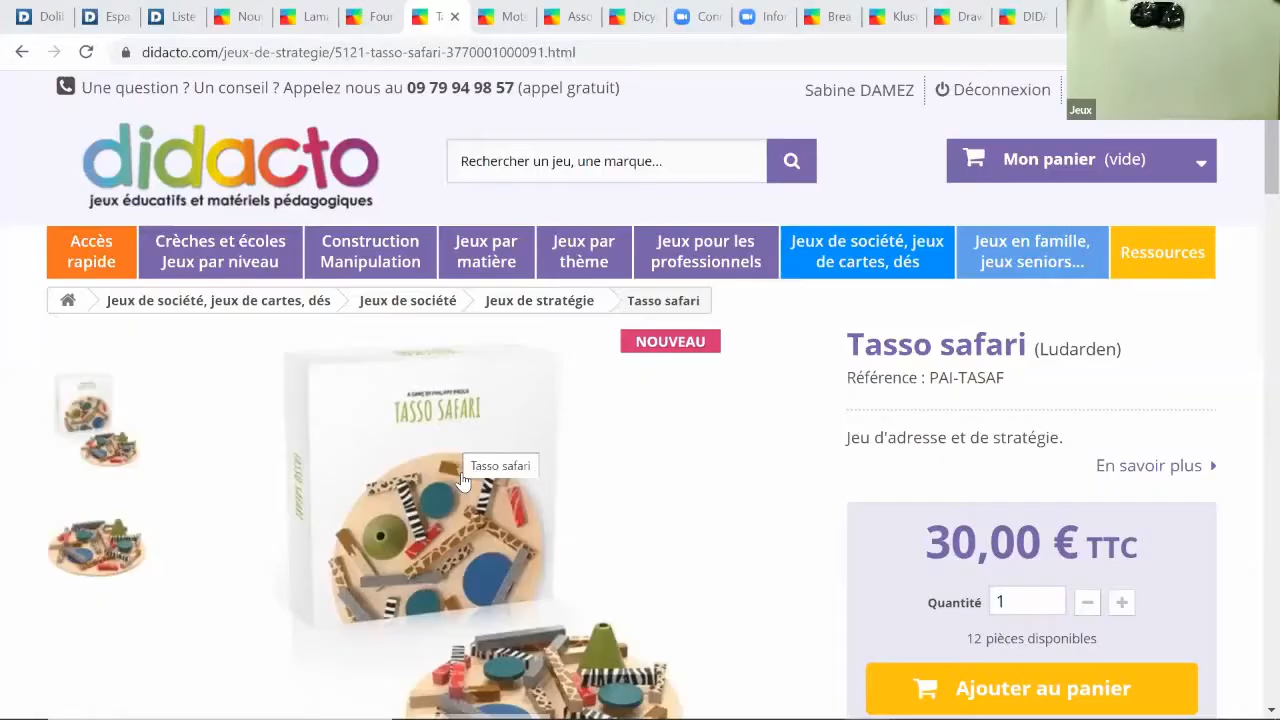 Doli
Espa
Liste
Nou
Lama
Four
Ta
Mo
Asso
Dicy
Con
Infor
Brea
Klus
Drav
DIDA
didacto.com/jeux-de-strategie/5121-tasso-safari-3770001000091.html
Une question ? Un conseil ? Appelez nous au 09 79 94 98 57 (appel gratuit)
Sabine DAMEZ
Déconnexion
Jeux
didacto
jeux éducatifs et matériels pédagogiques
Rechercher un jeu, une marque...
Mon panier (vide)
Accès rapide
Crèches et écoles Jeux par niveau
Construction Manipulation
Jeux par matière
Jeux par thème
Jeux pour les professionnels
Jeux de société, jeux de cartes, dés
Jeux en famille, jeux seniors...
Ressources
Jeux de société, jeux de cartes, dés
Jeux de société
Jeux de stratégie
Tasso safari
NOUVEAU
Tasso safari (Ludarden)
Référence : PAI-TASAF
TASSO SAFARI
Jeu d'adresse et de stratégie.
Tasso safari
En savoir plus
30,00 € TTC
Quantité 1
12 pièces disponibles
Ajouter au panier